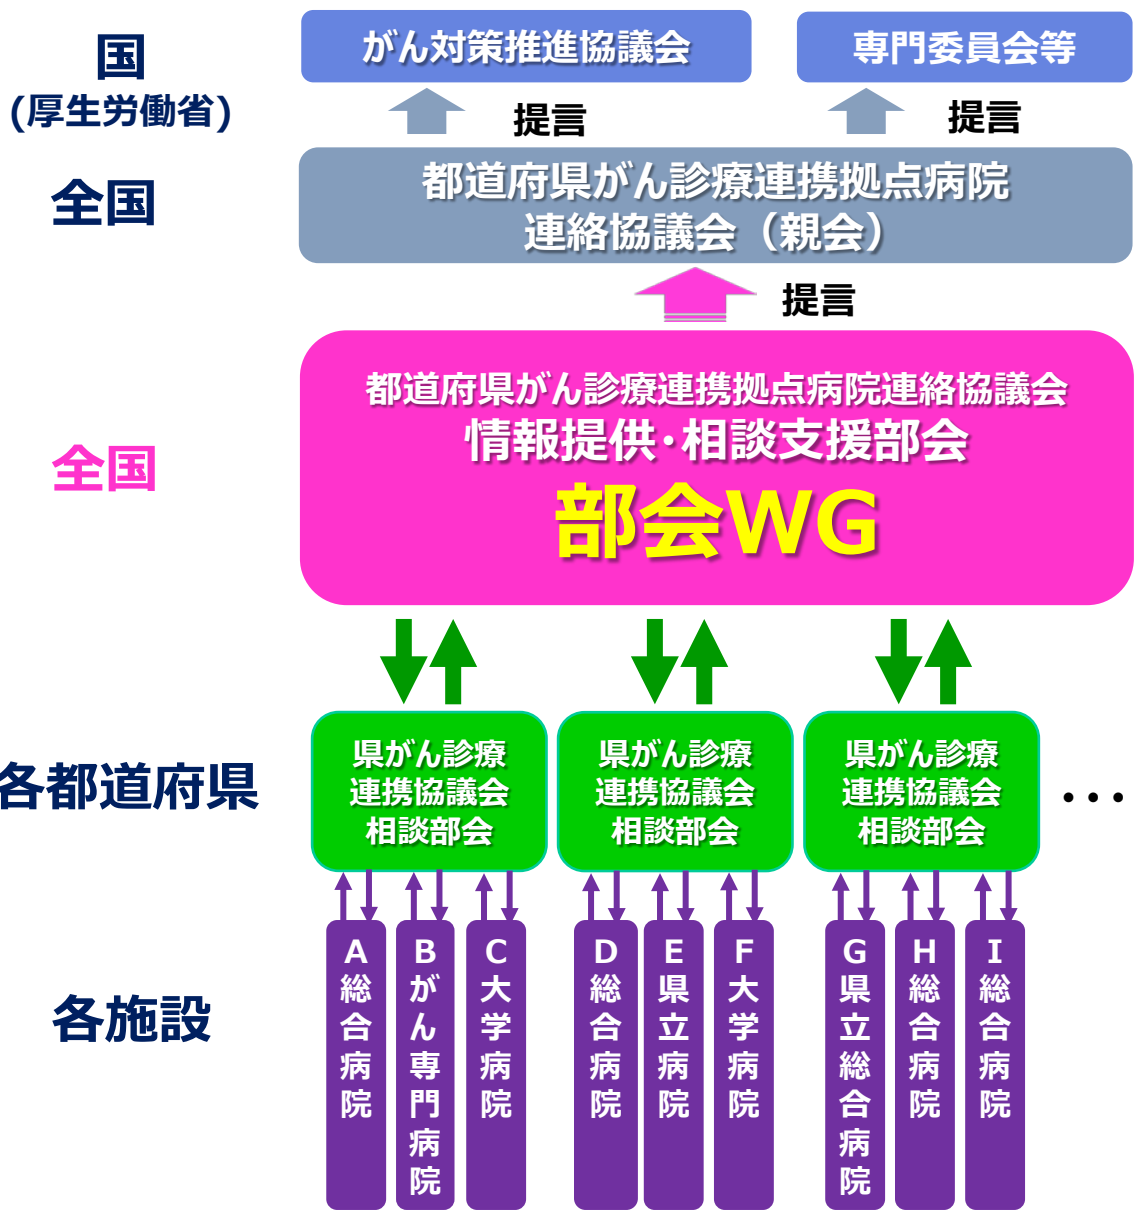 国
(厚生労働省)
がん対策推進協議会
専門委員会等
提言
提言
全国
都道府県がん診療連携拠点病院
連絡協議会（親会）
提言
全国
都道府県がん診療連携拠点病院連絡協議会
情報提供･相談支援部会
部会WG
各都道府県
県がん診療
連携協議会
相談部会
県がん診療
連携協議会
相談部会
県がん診療
連携協議会
相談部会
･･･
各施設
A総合病院
Bがん専門病院
C大学病院
D総合病院
E県立病院
F大学病院
G県立総合病院
H総合病院
I総合病院